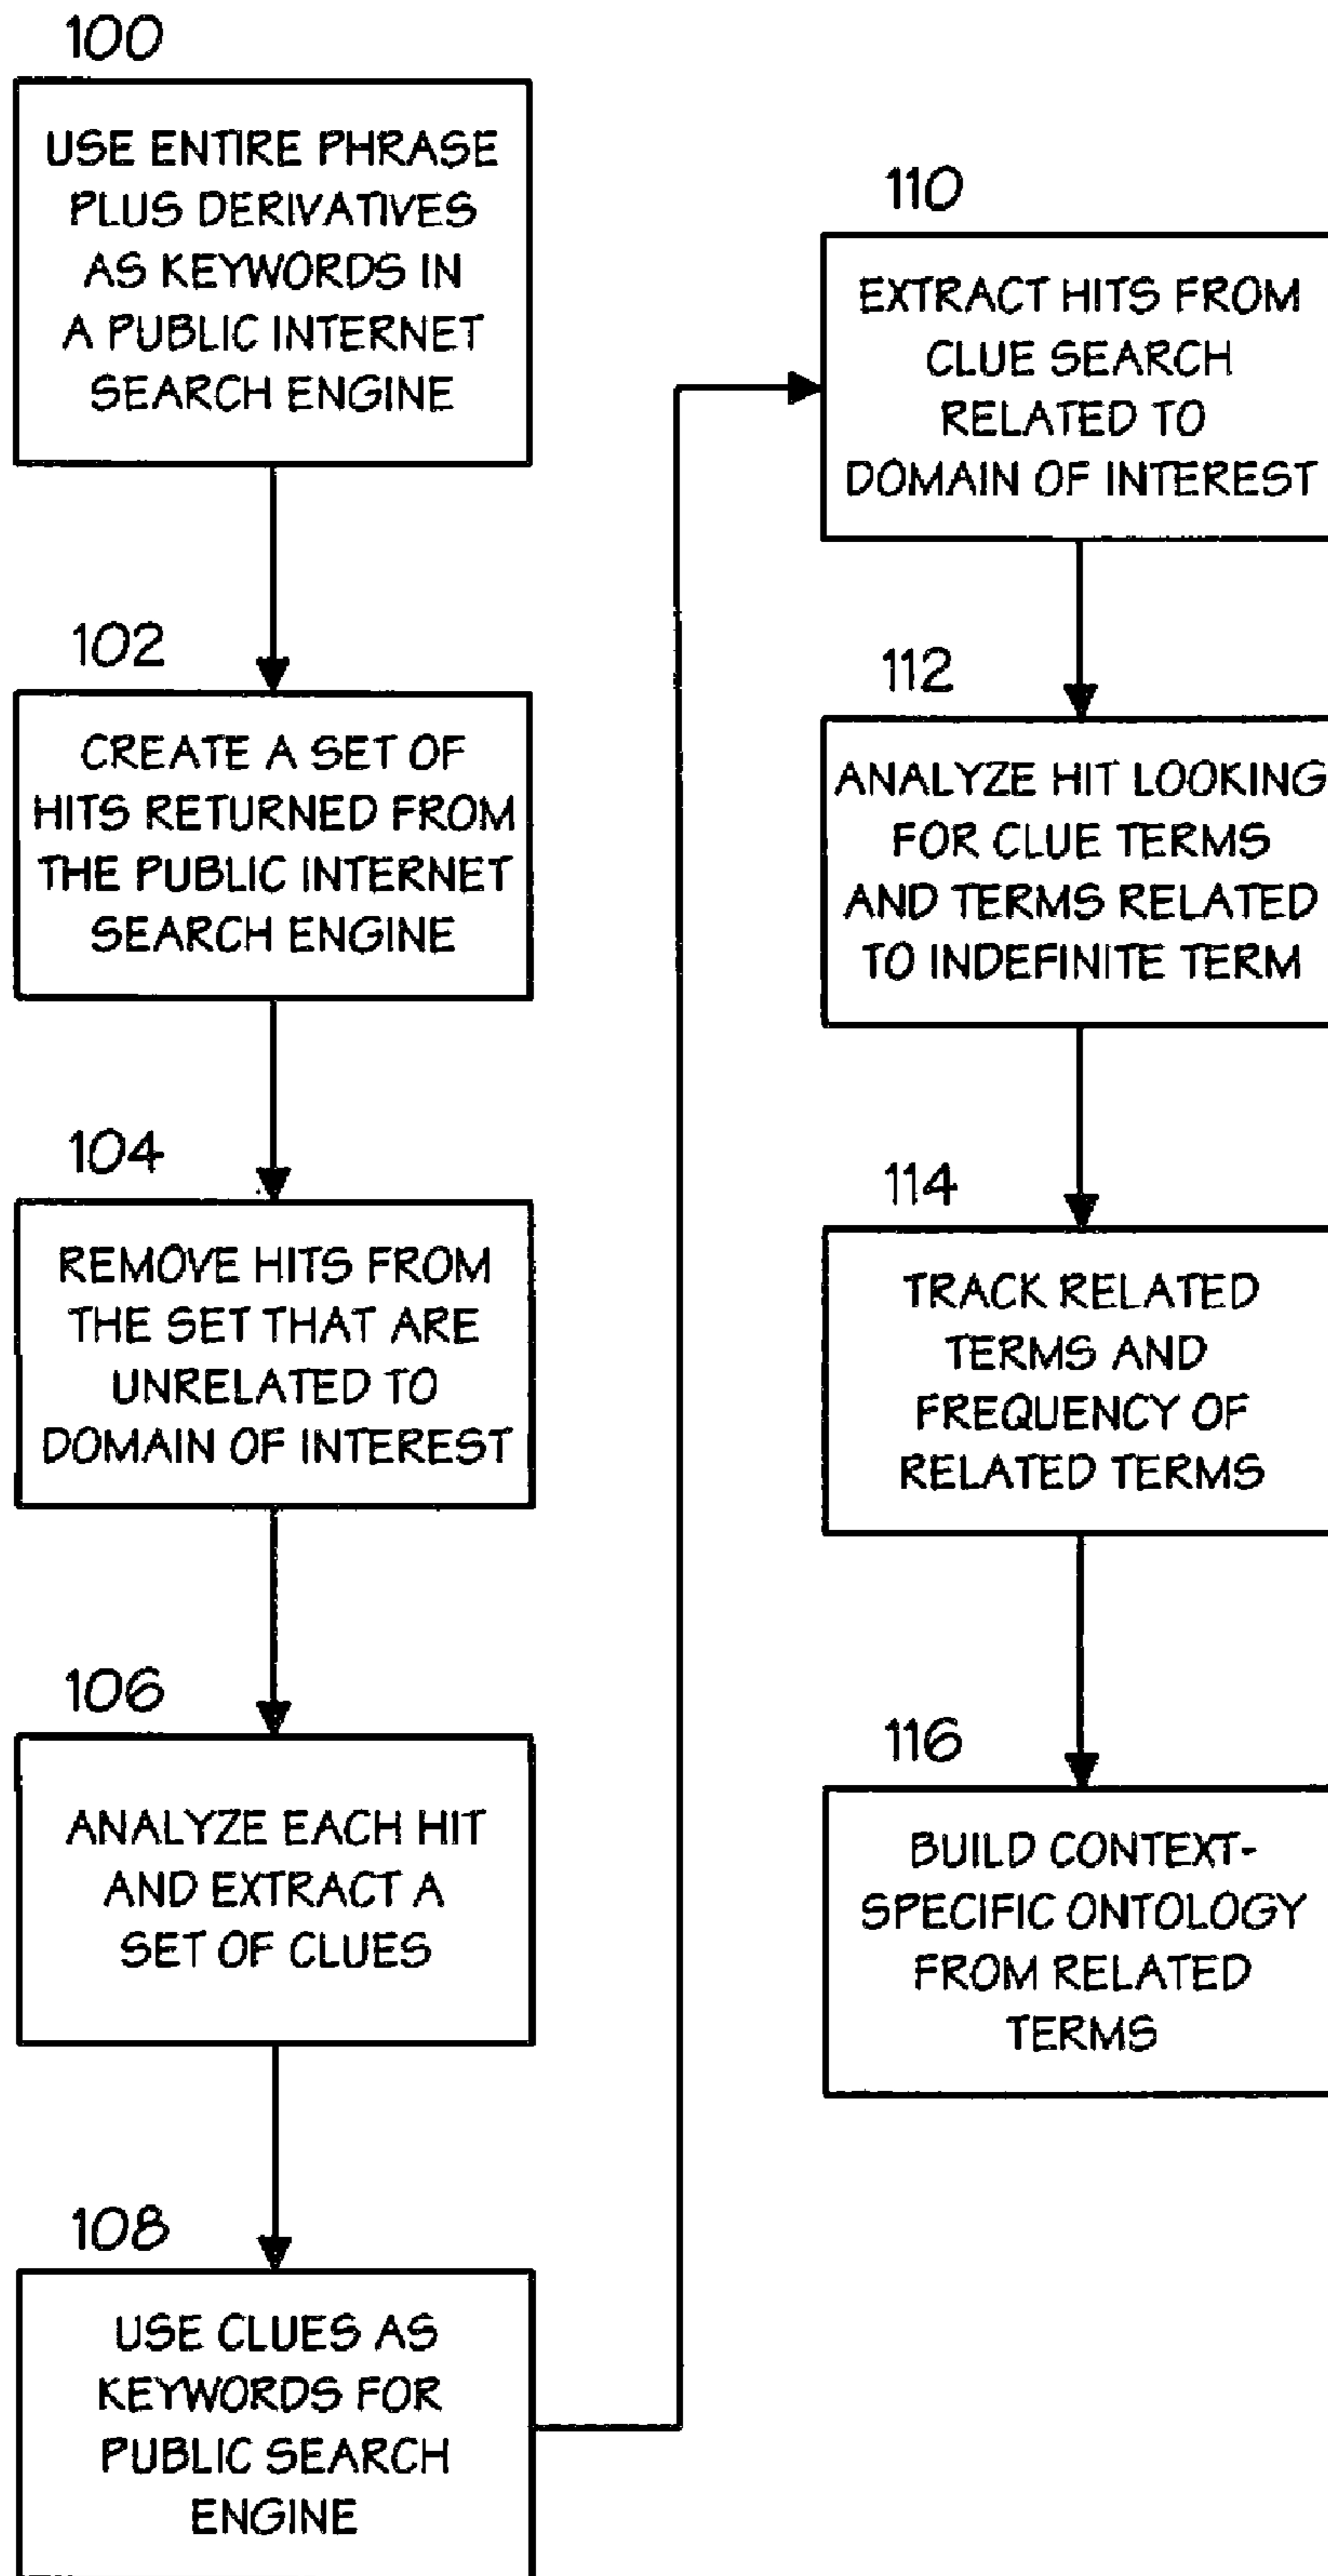 100
USE ENTIRE PHRASE
PLUS DERIVATIVES
AS KEYWORDS IN
A PUBLIC INTERNET
SEARCH ENGINE
102
CREATE A SET OF
HITS RETURNED FROM
THE PUBLIC INTERNET
SEARCH ENGINE
104
REMOVE HITS FROM
THE SET THAT ARE
UNRELATED TO
DOMAIN OF INTEREST
106
ANALYZE EACH HIT
AND EXTRACT A
SET OF CLUES
108
USE CLUES AS
KEYWORDS FOR
PUBLIC SEARCH
ENGINE
110
EXTRACT HITS FROM
CLUE SEARCH
RELATED TO
DOMAIN OF INTEREST
112
ANALYZE HIT LOOKING
FOR CLUE TERMS
AND TERMS RELATED
TO INDEFINITE TERM
114
TRACK RELATED
TERMS AND
FREQUENCY OF
RELATED TERMS
116
BUILD CONTEXT-
SPECIFIC ONTOLOGY
FROM RELATED
TERMS